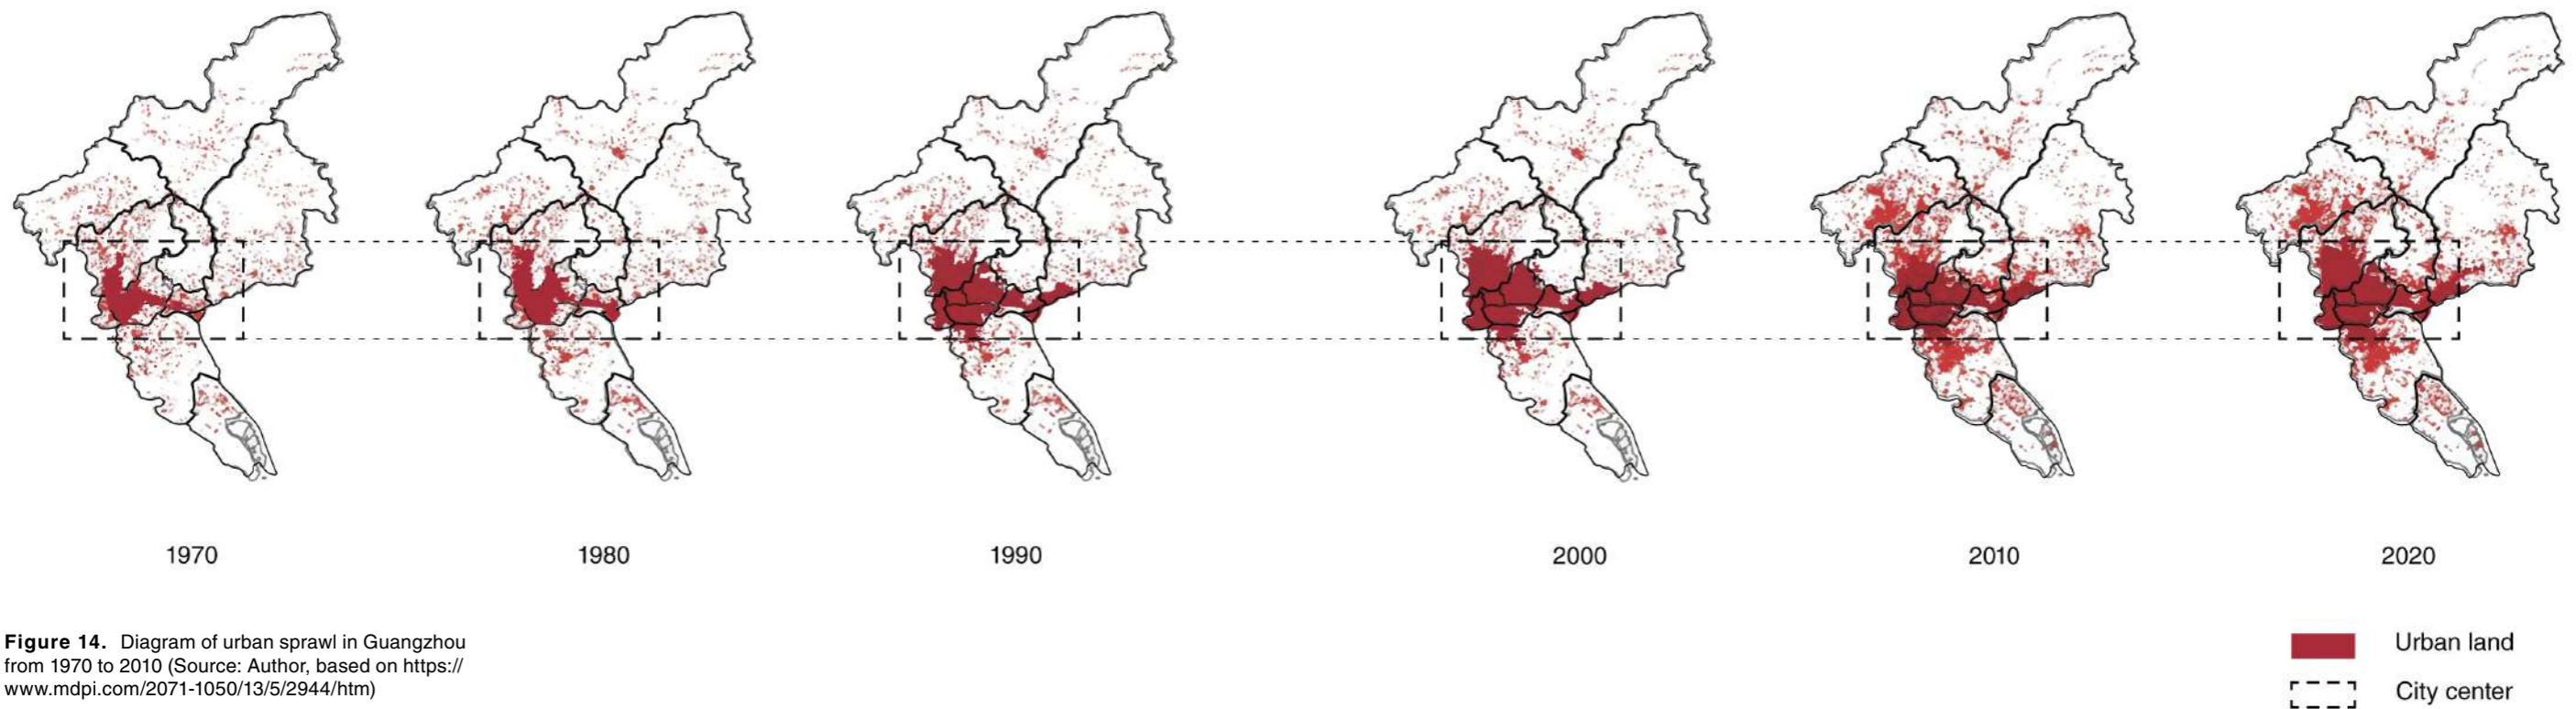 1970
1980
1990
2000
2010
2020
Figure 14. Diagram of urban sprawl in Guangzhou
from 1970 to 2010 (Source: Author, based on https://
www.mdpi.com/2071-1050/13/5/2944/htm)
Urban land
City center